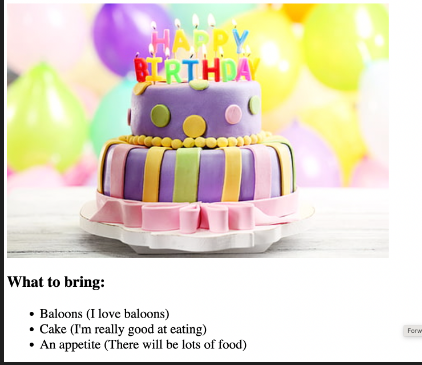 HAPPY
BIRTHDAY
What to bring:
Baloons (I love baloons)
Cake (I'm really good at eating)
An appetite (There will be lots of food)
Forw